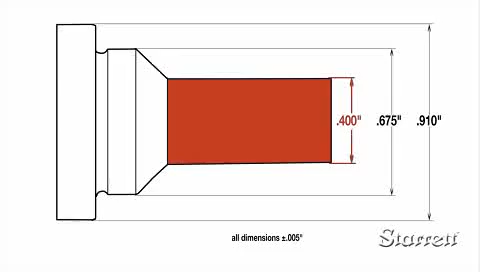 .400" .675" .910"
all dimensions ±.005"
Starrett®